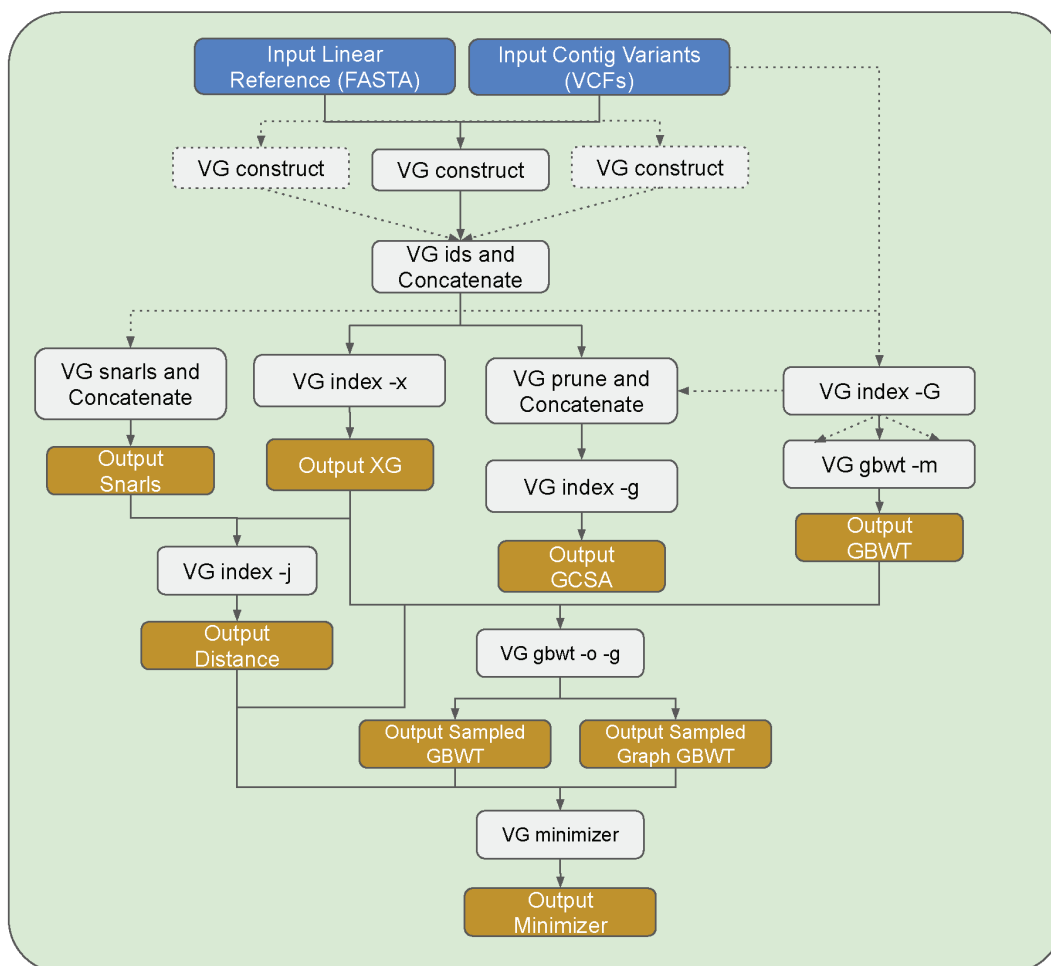 Input Linear
Reference (FASTA)
Input Contig Variants
(VCFs)
VG construct
VG construct
VG construct
VG ids and
Concatenate
VG snarls and
Concatenate
VG index -x
VG prune and
Concatenate
VG index -G
Output
Snarls
Output XG
VG index -g
VG gbwt -m
VG index -j
Output
GCSA
Output
GBWT
Output
Distance
VG gbwt -o -g
Output Sampled
GBWT
Output Sampled
Graph GBWT
VG minimizer
Output
Minimizer